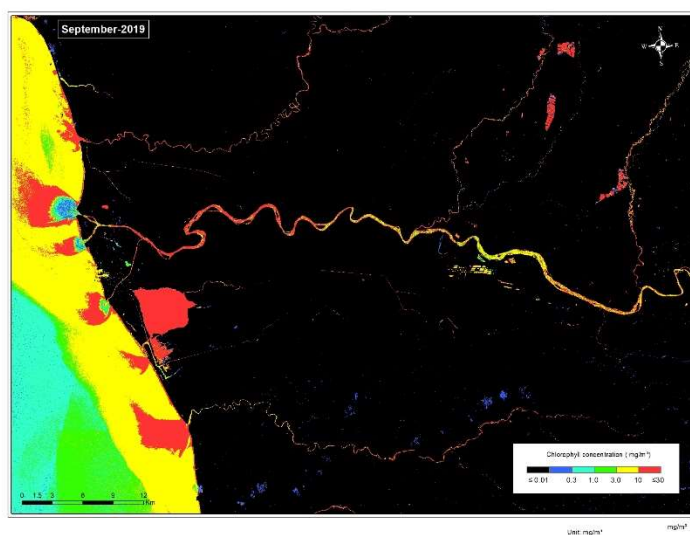 September-2019
N
W E
S
Chlorophyll concentration ( mg/m³)
≤ 0.01 0.3 1.0 3.0 10 ≤30
0 1.5 3 6 9 12
Km
mg/m³
Unit: mg/m³